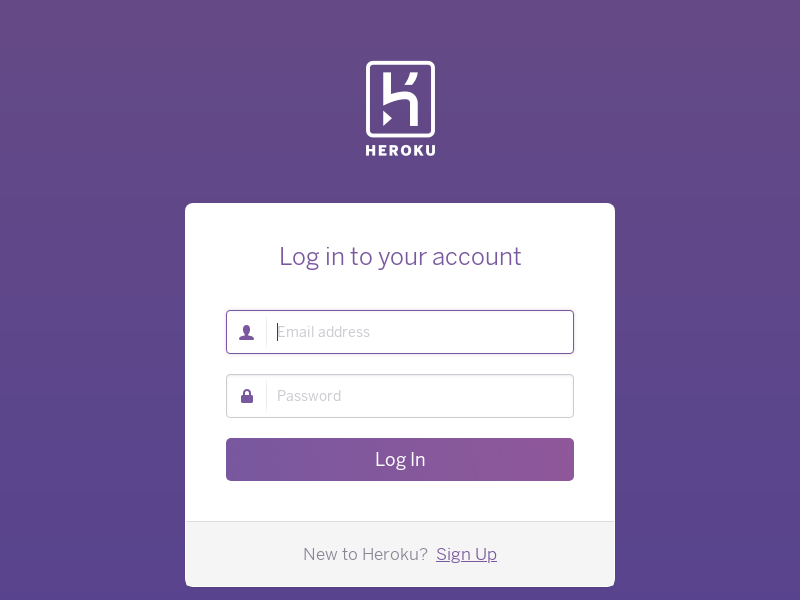 HEROKU
Log in to your account
Email address
Password
Log In
New to Heroku? Sign Up